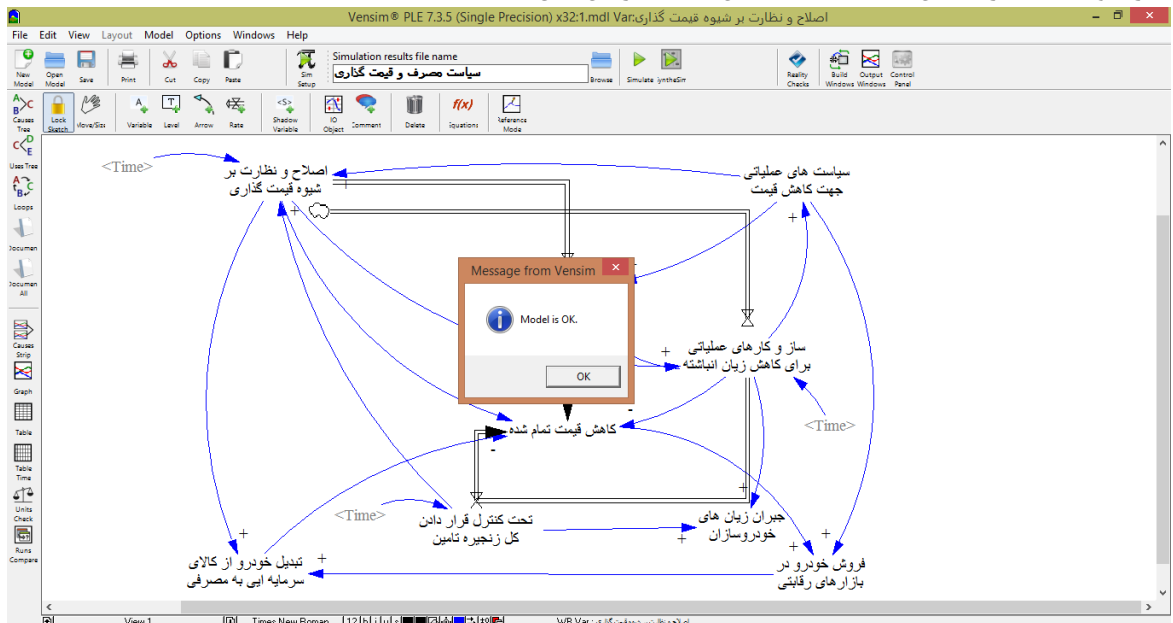 Vensim® PLE 7.3.5 (Single Precision) x32:1.mdl Var:اصلاح و نظارت بر شیوه قیمت گذاری
File Edit View Layout Model Options Windows Help
Simulation results file name
سیاست مصرف و قیمت گذاری
New Model
Open Model
Save
Print
Cut
Copy
Paste
Sim Setup
Browse
Simulate
Reality Checks
Build Windows
Output Windows
Control Panel
Causes Tree
Lock Sketch
Move/Size
Variable
Level
Arrow
Rate
Shadow Variable
IO Object
Comment
Delete
f(x)
Equations
Reference Mode
Uses Tree
Loops
Documen
Documen All
Causes Strip
Graph
Table
Table Time
Units Check
Runs Compare
<Time>
اصلاح و نظارت بر
شیوه قیمت گذاری
سیاست های عملیاتی
جهت کاهش قیمت
Message from Vensim
Model is OK.
OK
ساز و کارهای عملیاتی
برای کاهش زیان انباشته
<Time>
کاهش قیمت تمام شده
<Time>
تحت کنترل قرار دادن
کل زنجیره تامین
جبران زیان های
خودروسازان
تبدیل خودرو از کالای
سرمایه ایی به مصرفی
فروش خودرو در
بازارهای رقابتی
View 1
Times New Roman
12